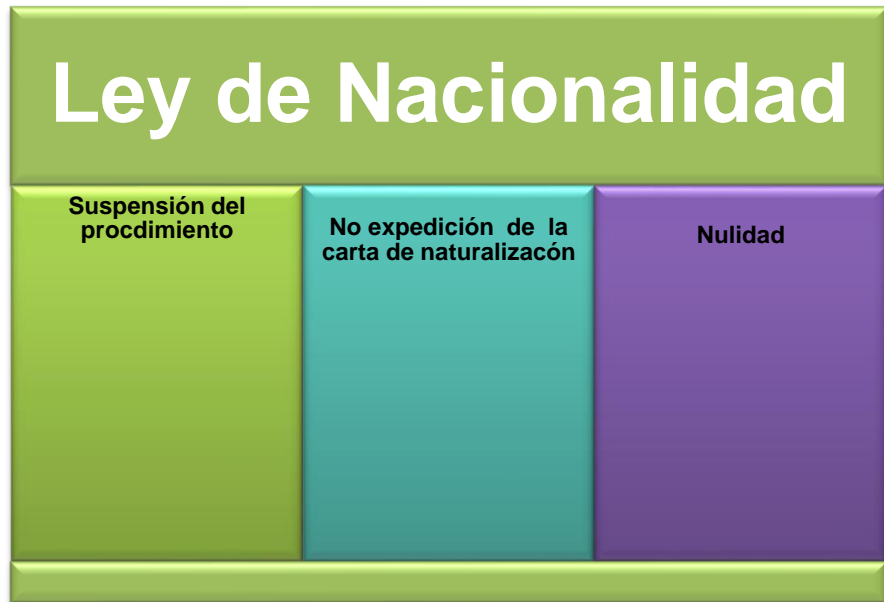 Ley de Nacionalidad
Suspensión del
procdimiento
No expedición de la
carta de naturalizacón
Nulidad